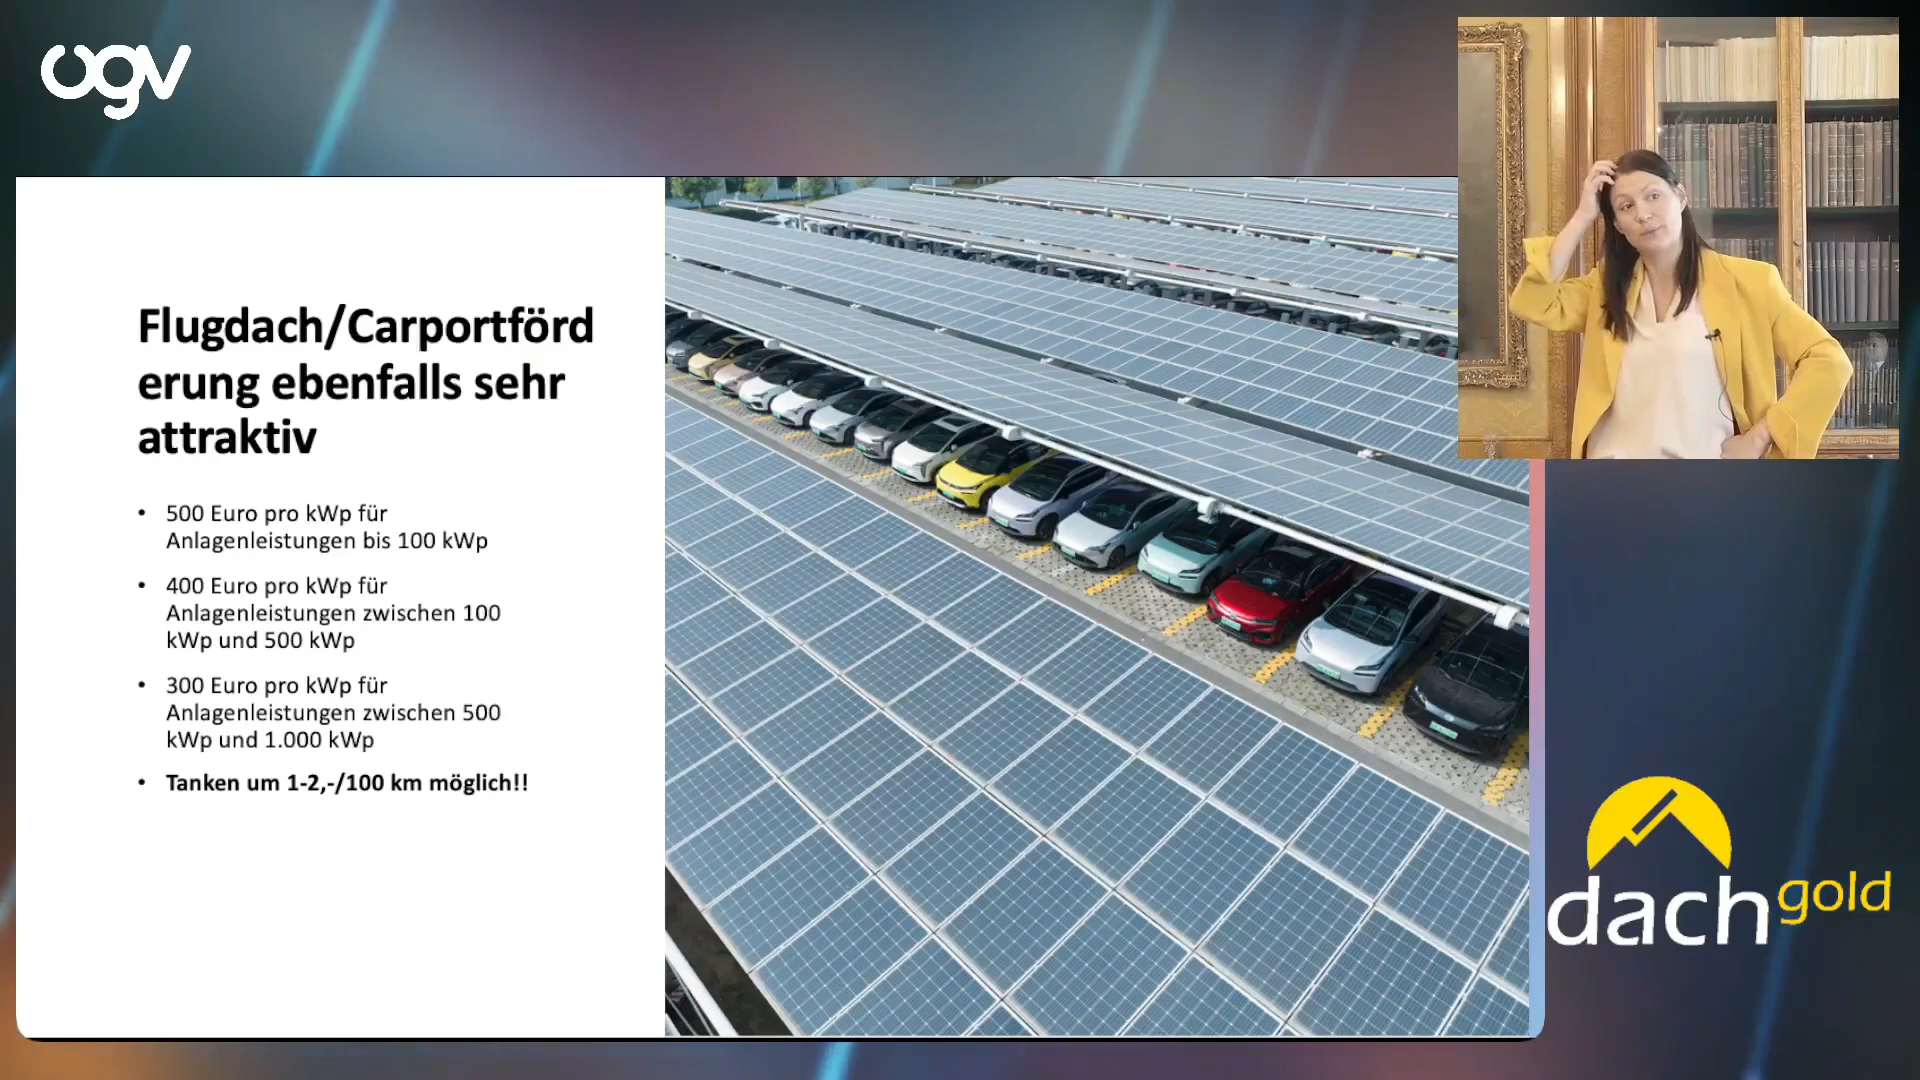 ogv
Flugdach/Carportförd
erung ebenfalls sehr
attraktiv
• 500 Euro pro kWp für
Anlagenleistungen bis 100 kWp
• 400 Euro pro kWp für
Anlagenleistungen zwischen 100
kWp und 500 kWp
• 300 Euro pro kWp für
Anlagenleistungen zwischen 500
kWp und 1.000 kWp
• Tanken um 1-2,-/100 km möglich!!
dachgold